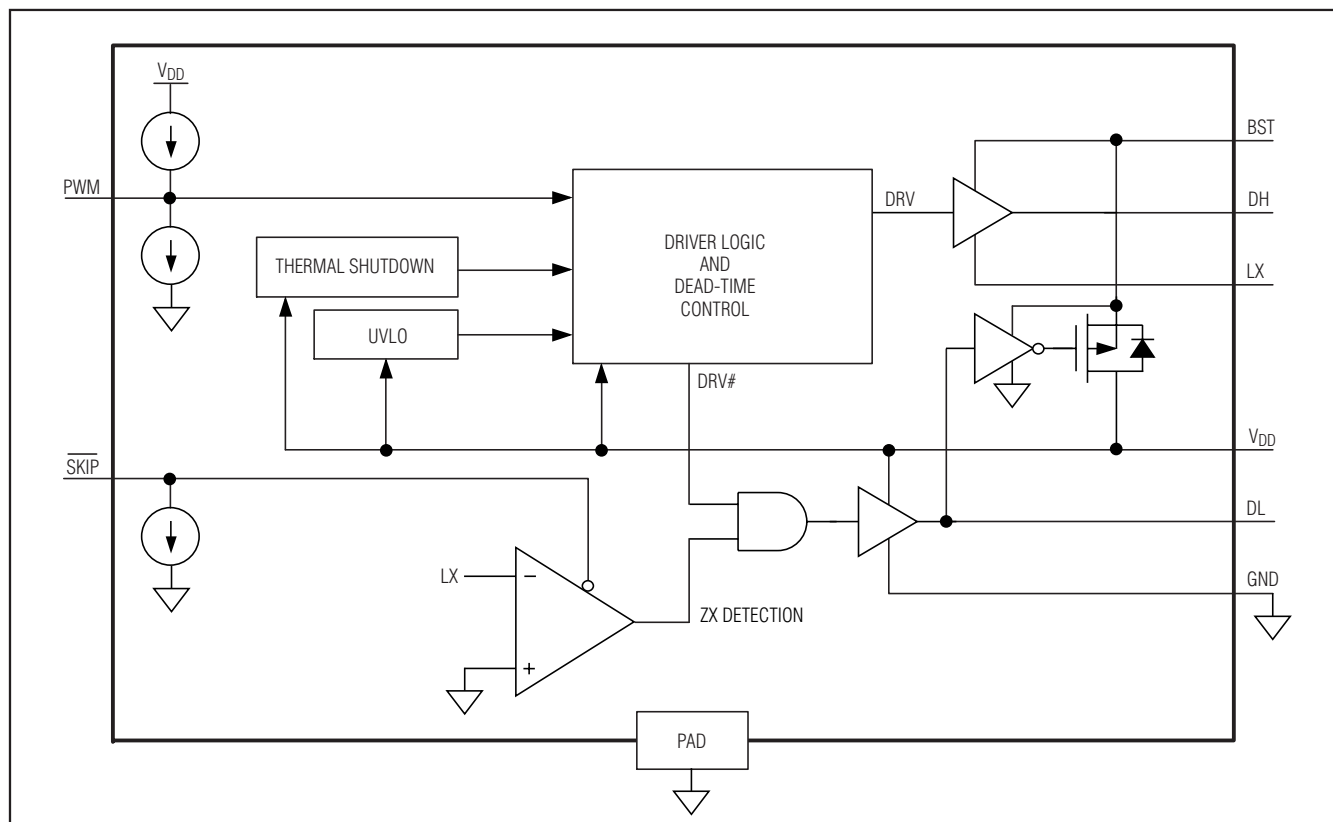 VDD
BST
PWM
DRV
DH
DRIVER LOGIC
AND
DEAD-TIME
CONTROL
THERMAL SHUTDOWN
LX
UVLO
DRV#
VDD
SKIP
DL
LX
−
GND
ZX DETECTION
+
PAD